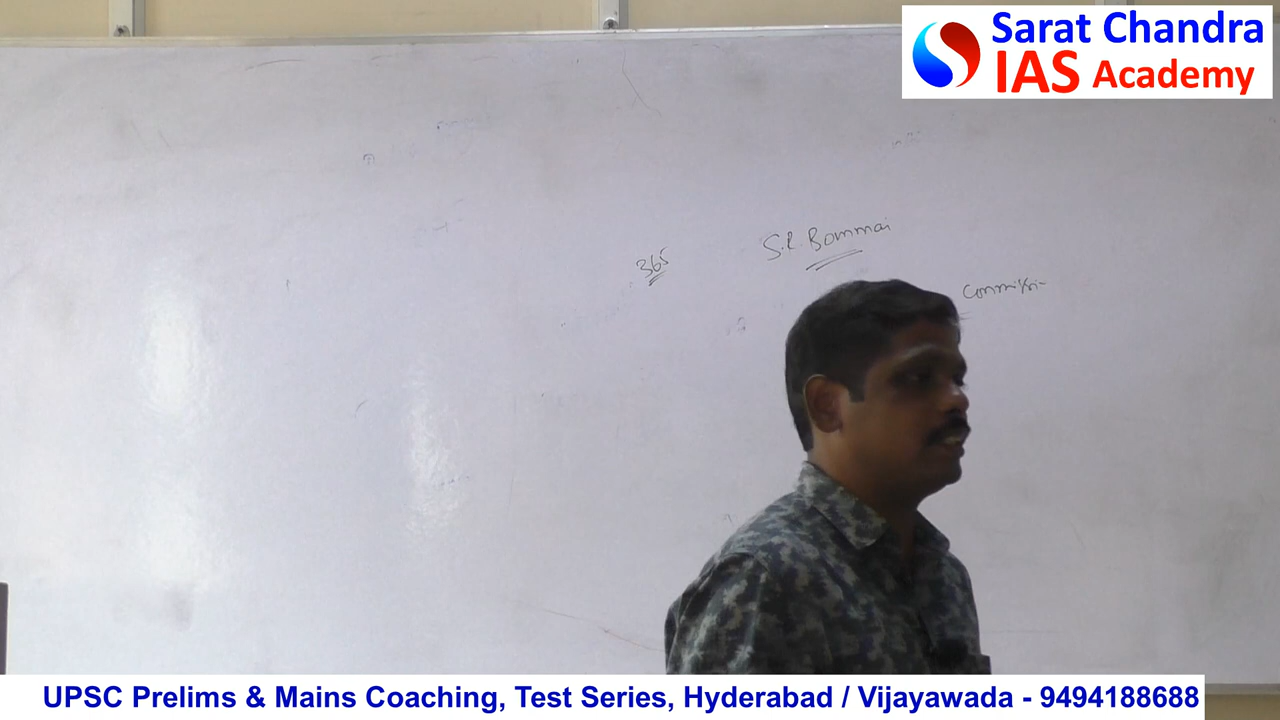 Sarat Chandra
IAS Academy
S.R. Bommai
365
UPSC Prelims & Mains Coaching, Test Series, Hyderabad / Vijayawada - 9494188688